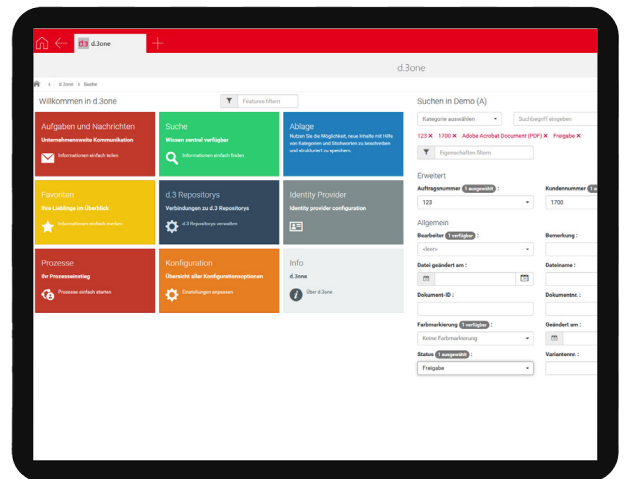 d.3 d.3one
d.3one
d.3one › Suche
Willkommen in d.3one
Features filtern
Aufgaben und Nachrichten
Unternehmensweite Kommunikation
Informationen einfach teilen
Suche
Wissen zentral verfügbar
Informationen einfach finden
Ablage
Nutzen Sie die Möglichkeit, neue Inhalte mit Hilfe
von Kategorien und Stichworten zu beschreiben
und strukturiert zu speichern.
Favoriten
Ihre Lieblinge im Überblick
Informationen einfach merken
d.3 Repositorys
Verbindungen zu d.3 Repositorys
d.3 Repositorys verwalten
Identity Provider
Identity provider configuration
Prozesse
Ihr Prozesseinstieg
Prozesse einfach starten
Konfiguration
Übersicht aller Konfigurationsoptionen
Einstellungen anpassen
Info
d.3one
Über d.3one
Suchen in Demo (A)
Kategorie auswählen
Suchbegriff eingeben
123 × 1700 × Adobe Acrobat Document (PDF) × Freigabe ×
Eigenschaften filtern
Erweitert
Auftragsnummer 1 ausgewählt : Kundennummer
123 1700
Allgemein
Bearbeiter 1 verfügbar : Bemerkung :
<leer>
Datei geändert am : Dateiname :
Dokument-ID : Dokumentnr. :
Farbmarkierung 1 verfügbar : Geändert am :
Keine Farbmarkierung
Status 1 ausgewählt : Variantennr. :
Freigabe